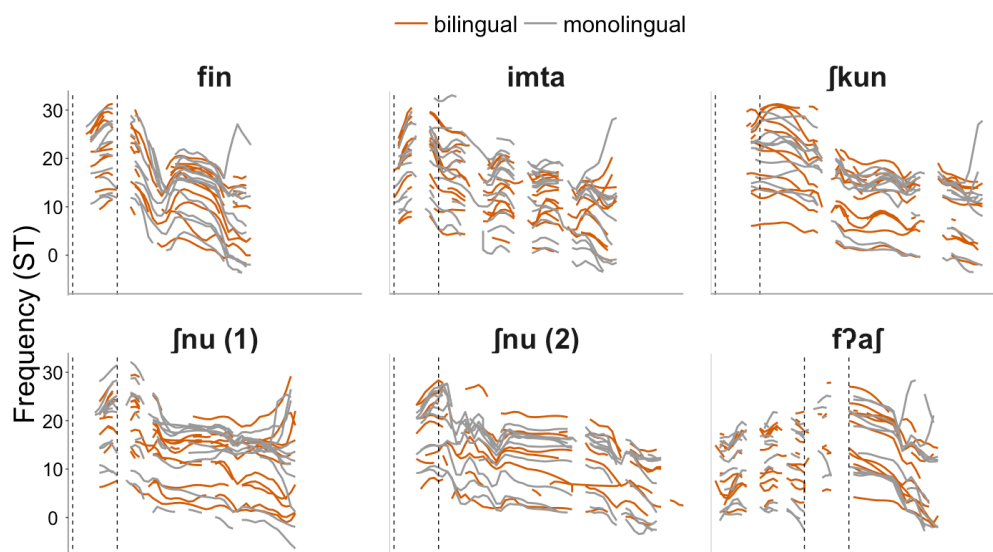 bilingual monolingual
fin imta ʃkun
30
20
10
0
Frequency (ST)
ʃnu (1) ʃnu (2) fʔaʃ
30
20
10
0